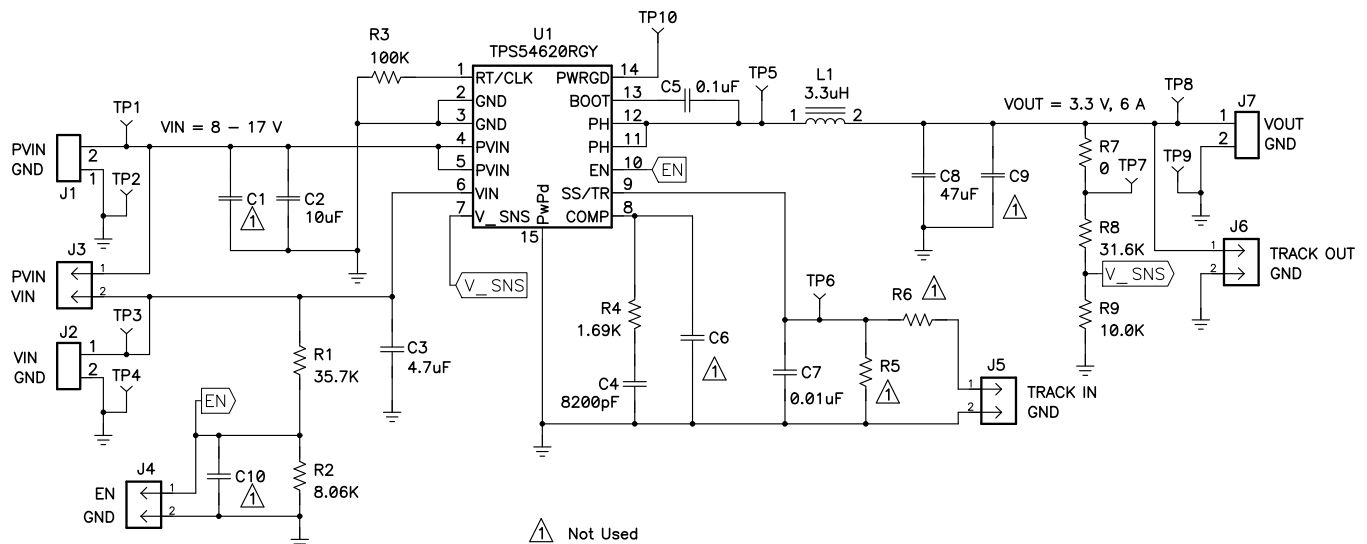 TP10
U1
TPS54620RGY
R3
100K
1 RT/CLK PWRGD 14
2 GND BOOT 13
3 GND PH 12
4 PVIN PH 11
5 PVIN EN 10 EN
6 VIN SS/TR 9
7 V_SNS COMP 8
PwPd
15
V_SNS
C5 0.1uF
TP5
L1
3.3uH
1 2
VOUT = 3.3 V, 6 A
TP8
J7
1 VOUT
2 GND
TP1
VIN = 8 – 17 V
PVIN 2
GND 1
J1
TP2
C1
1
C2
10uF
C8
47uF
C9
1
R7
0
TP7
TP9
R8
31.6K
V_SNS
R9
10.0K
J6
1 TRACK OUT
2 GND
J3
PVIN 1
VIN 2
J2
TP3
VIN 1
GND 2
TP4
R1
35.7K
C3
4.7uF
R4
1.69K
C4
8200pF
C6
1
TP6
R6
1
C7
0.01uF
R5
1
J5
1 TRACK IN
2 GND
EN
J4
EN 1
GND 2
C10
1
R2
8.06K
1 Not Used